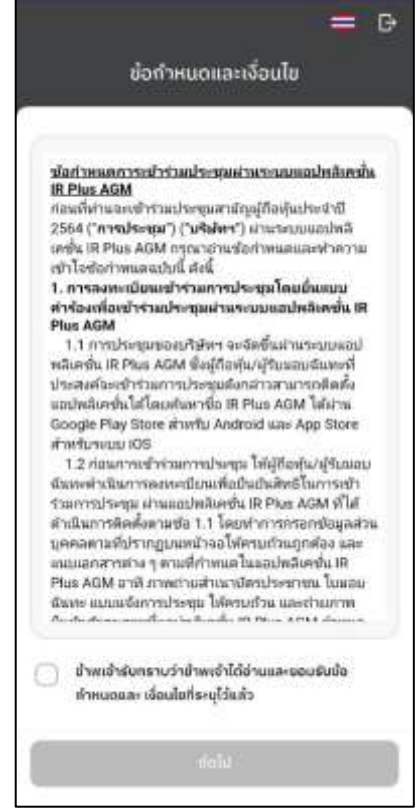 ข้อกำหนดและเงื่อนไข
ข้อกำหนดการเข้าร่วมประชุมผ่านระบบแอปพลิเคชั่น
IR Plus AGM
ก่อนที่ท่านจะเข้าร่วมประชุมสามัญผู้ถือหุ้นประจำปี
2564 ("การประชุม") ("บริษัทฯ") ผ่านระบบแอปพลิ
เคชั่น IR Plus AGM กรุณาอ่านข้อกำหนดและทำความ
เข้าใจข้อกำหนดฉบับนี้ ดังนี้
1. การลงทะเบียนเข้าร่วมการประชุมโดยยื่นแบบ
คำร้องเพื่อเข้าร่วมประชุมผ่านระบบแอปพลิเคชั่น IR
Plus AGM
1.1 การประชุมของบริษัทฯ จะจัดขึ้นผ่านระบบแอป
พลิเคชั่น IR Plus AGM ซึ่งผู้ถือหุ้น/ผู้รับมอบฉันทะที่
ประสงค์จะเข้าร่วมการประชุมดังกล่าวสามารถติดตั้ง
แอปพลิเคชั่นได้โดยค้นหาชื่อ IR Plus AGM ได้ผ่าน
Google Play Store สำหรับ Android และ App Store
สำหรับระบบ iOS
1.2 ก่อนการเข้าร่วมการประชุม ให้ผู้ถือหุ้น/ผู้รับมอบ
ฉันทะดำเนินการลงทะเบียนเพื่อยืนยันสิทธิในการเข้า
ร่วมการประชุม ผ่านแอปพลิเคชั่น IR Plus AGM ที่ได้
ดำเนินการติดตั้งตามข้อ 1.1 โดยทำการกรอกข้อมูลส่วน
บุคคลตามที่ปรากฏบนหน้าจอให้ครบถ้วนถูกต้อง และ
แนบเอกสารต่าง ๆ ตามที่กำหนดในแอปพลิเคชั่น IR
Plus AGM อาทิ ภาพถ่ายสำเนาบัตรประชาชน ใบมอบ
ฉันทะ แบบแจ้งการประชุม ให้ครบถ้วน และถ่ายภาพ
ข้าพเจ้ารับทราบว่าข้าพเจ้าได้อ่านและยอมรับข้อ
กำหนดและ เงื่อนไขที่ระบุไว้แล้ว
ถัดไป